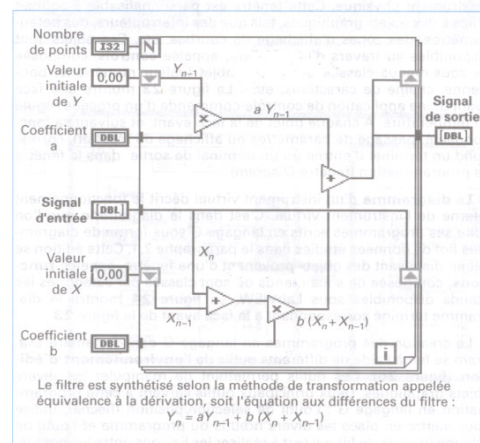 Nombre
de points
I32
N
Valeur
initiale
de Y
0,00
Y n-1
a Y n-1
Coefficient
a
DBL
Signal
de sortie
[DBL]
Signal
d'entrée
[DBL]
X n
Valeur
initiale
de X
0,00
X n-1
X n-1
b (X n + X n-1)
Coefficient
b
DBL
i
Le filtre est synthétisé selon la méthode de transformation appelée
équivalence à la dérivation, soit l'équation aux différences du filtre :
Y n = aY n-1 + b (X n + X n-1)